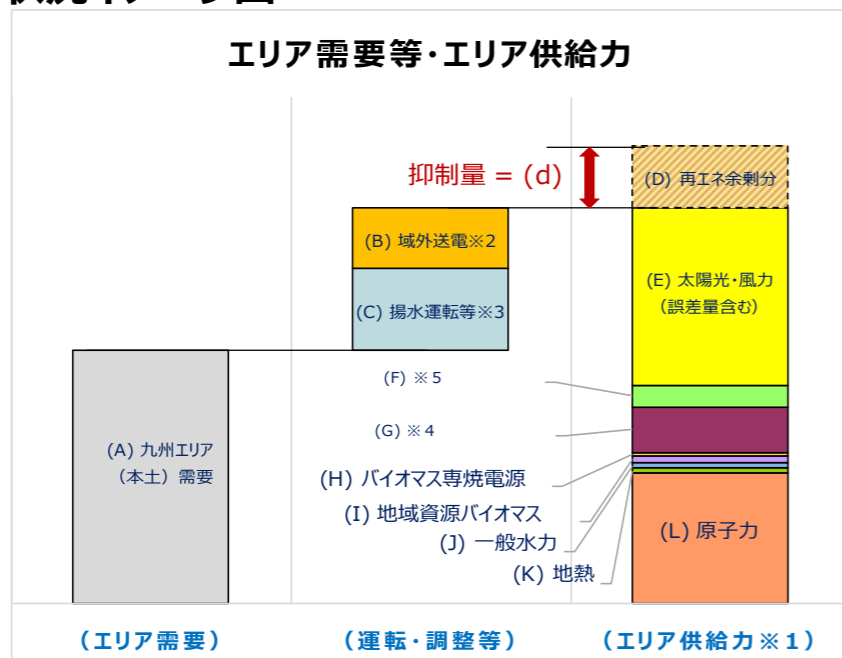 エリア需要等・エリア供給力
抑制量 = (d)
(D) 再エネ余剰分
(B) 域外送電※2
(C) 揚水運転等※3
(E) 太陽光・風力
（誤差量含む）
(F) ※5
(G) ※4
(A) 九州エリア
（本土）需要
(H) バイオマス専焼電源
(I) 地域資源バイオマス
(J) 一般水力
(K) 地熱
(L) 原子力
（エリア需要）
（運転・調整等）
（エリア供給力※1）